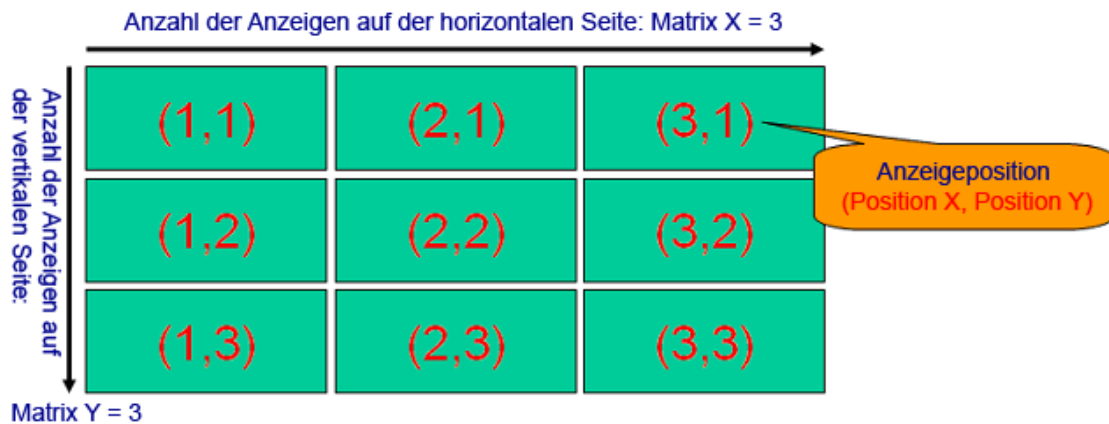 Anzahl der Anzeigen auf der horizontalen Seite: Matrix X = 3
Anzahl der Anzeigen auf
der vertikalen Seite:
Matrix Y = 3
(1,1) (2,1) (3,1)
Anzeigeposition
(Position X, Position Y)
(1,2) (2,2) (3,2)
(1,3) (2,3) (3,3)